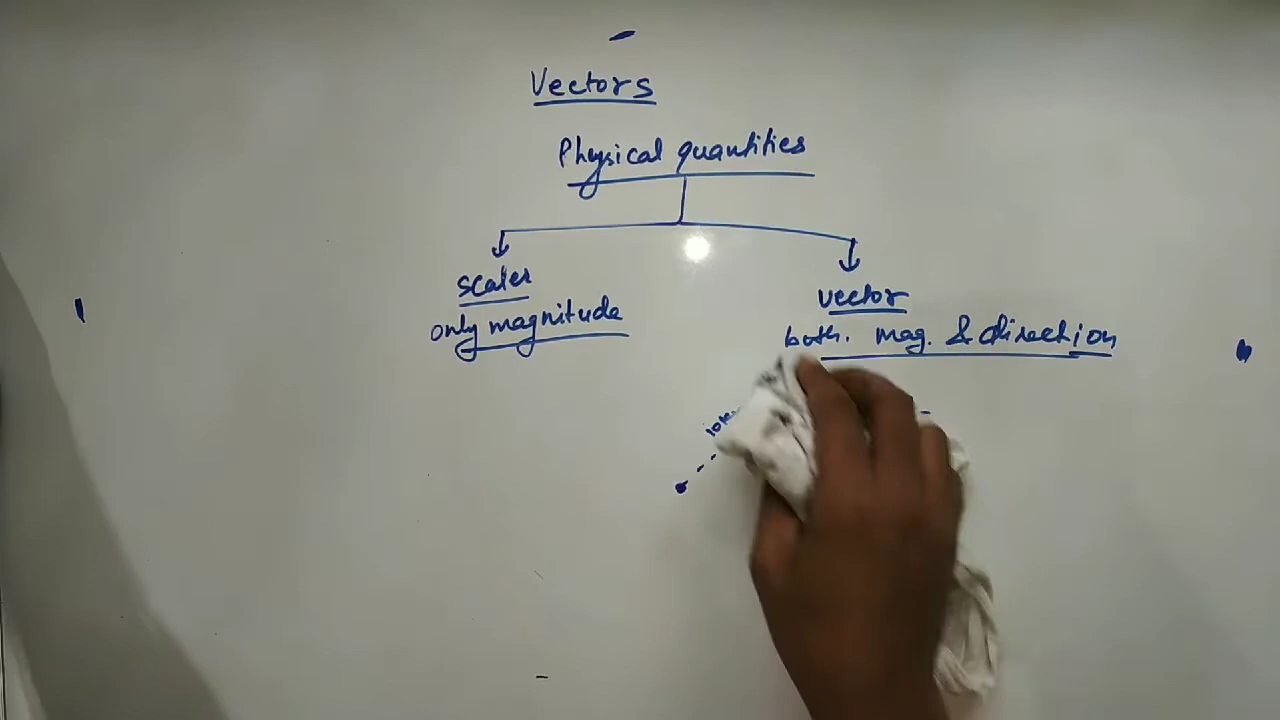 Vectors
Physical quantities
scaler
only magnitude
vector
both. mag. & direction